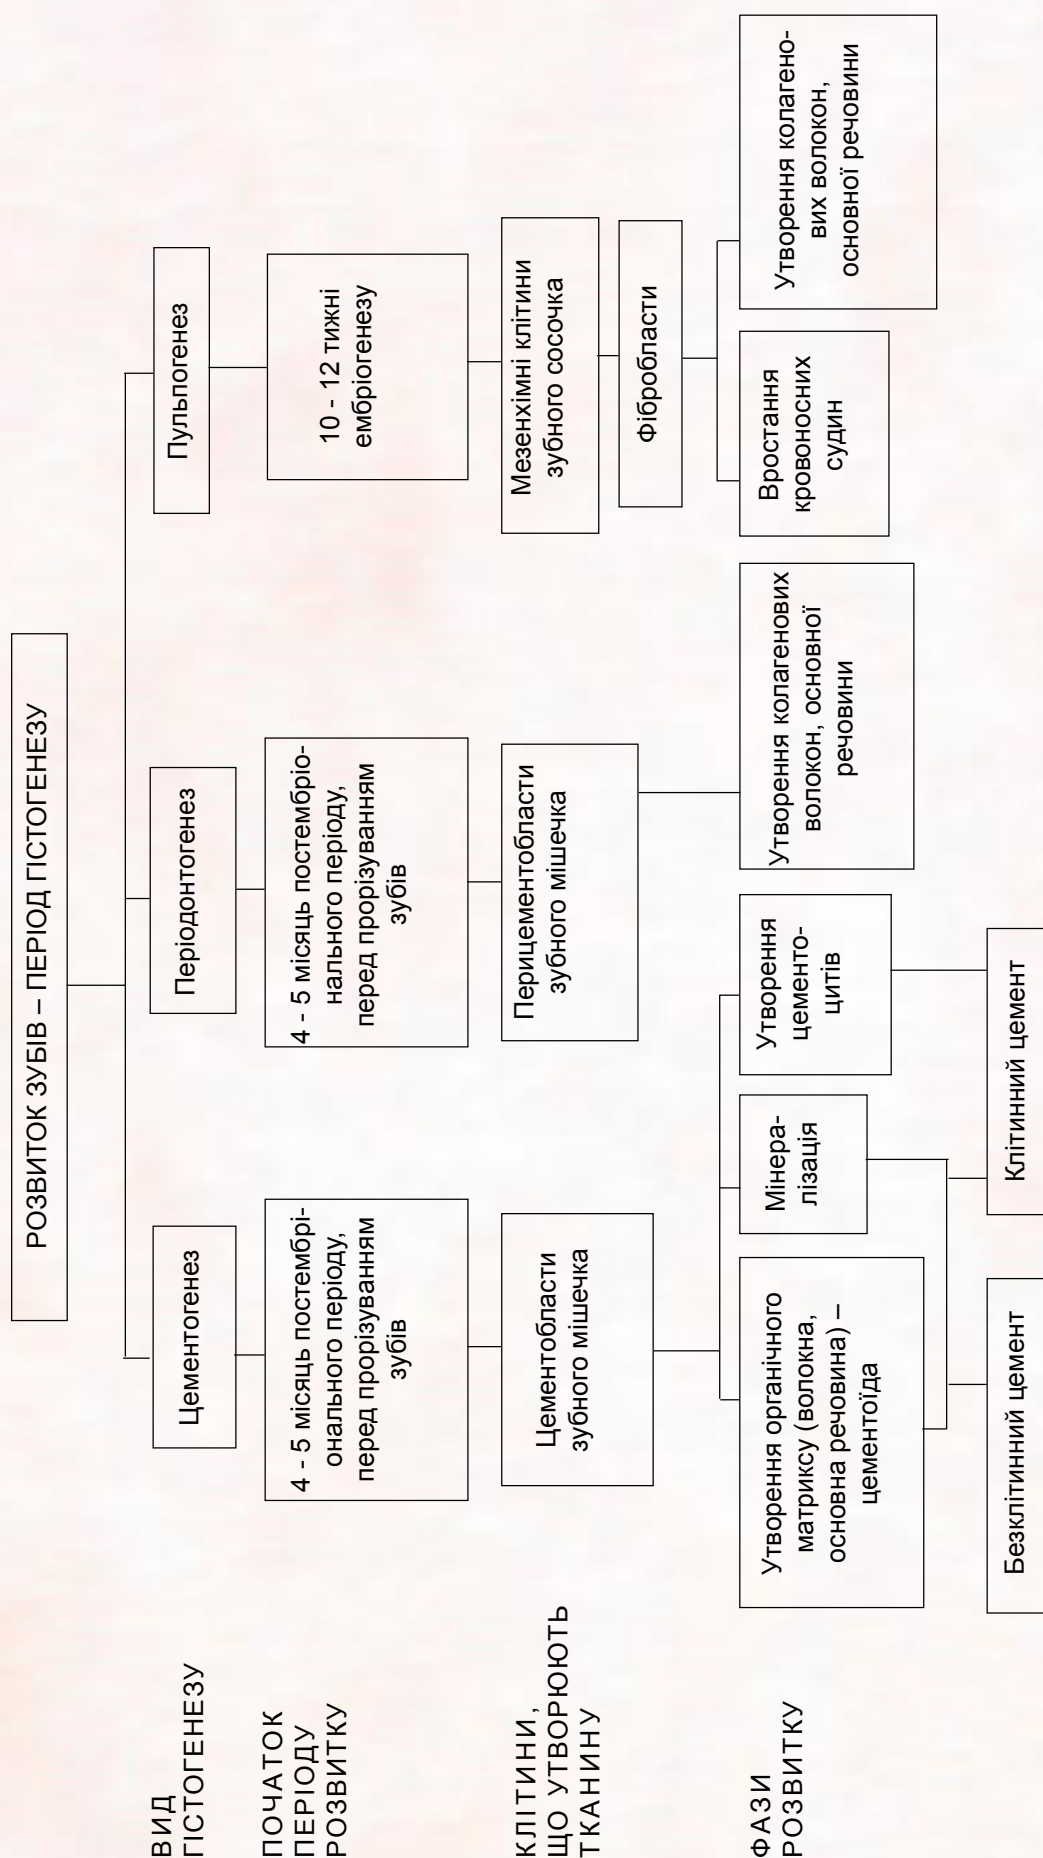 РОЗВИТОК ЗУБІВ – ПЕРІОД ГІСТОГЕНЕЗУ
ВИД
ГІСТОГЕНЕЗУ
Цементогенез
Періодонтогенез
Пульпогенез
ПОЧАТОК
ПЕРІОДУ
РОЗВИТКУ
4 - 5 місяць постембрі-
онального періоду,
перед прорізуванням
зубів
4 - 5 місяць постембріо-
нального періоду,
перед прорізуванням
зубів
10 - 12 тижні
ембріогенезу
КЛІТИНИ,
ЩО УТВОРЮЮТЬ
ТКАНИНУ
Цементобласти
зубного мішечка
Перицементобласти
зубного мішечка
Мезенхімні клітини
зубного сосочка
Фібробласти
ФАЗИ
РОЗВИТКУ
Утворення органічного
матриксу (волокна,
основна речовина) –
цементоїда
Мінера-
лізація
Утворення
цементо-
цитів
Утворення колагенових
волокон, основної
речовини
Вростання
кровоносних
судин
Утворення колагено-
вих волокон,
основної речовини
Безклітинний цемент
Клітинний цемент